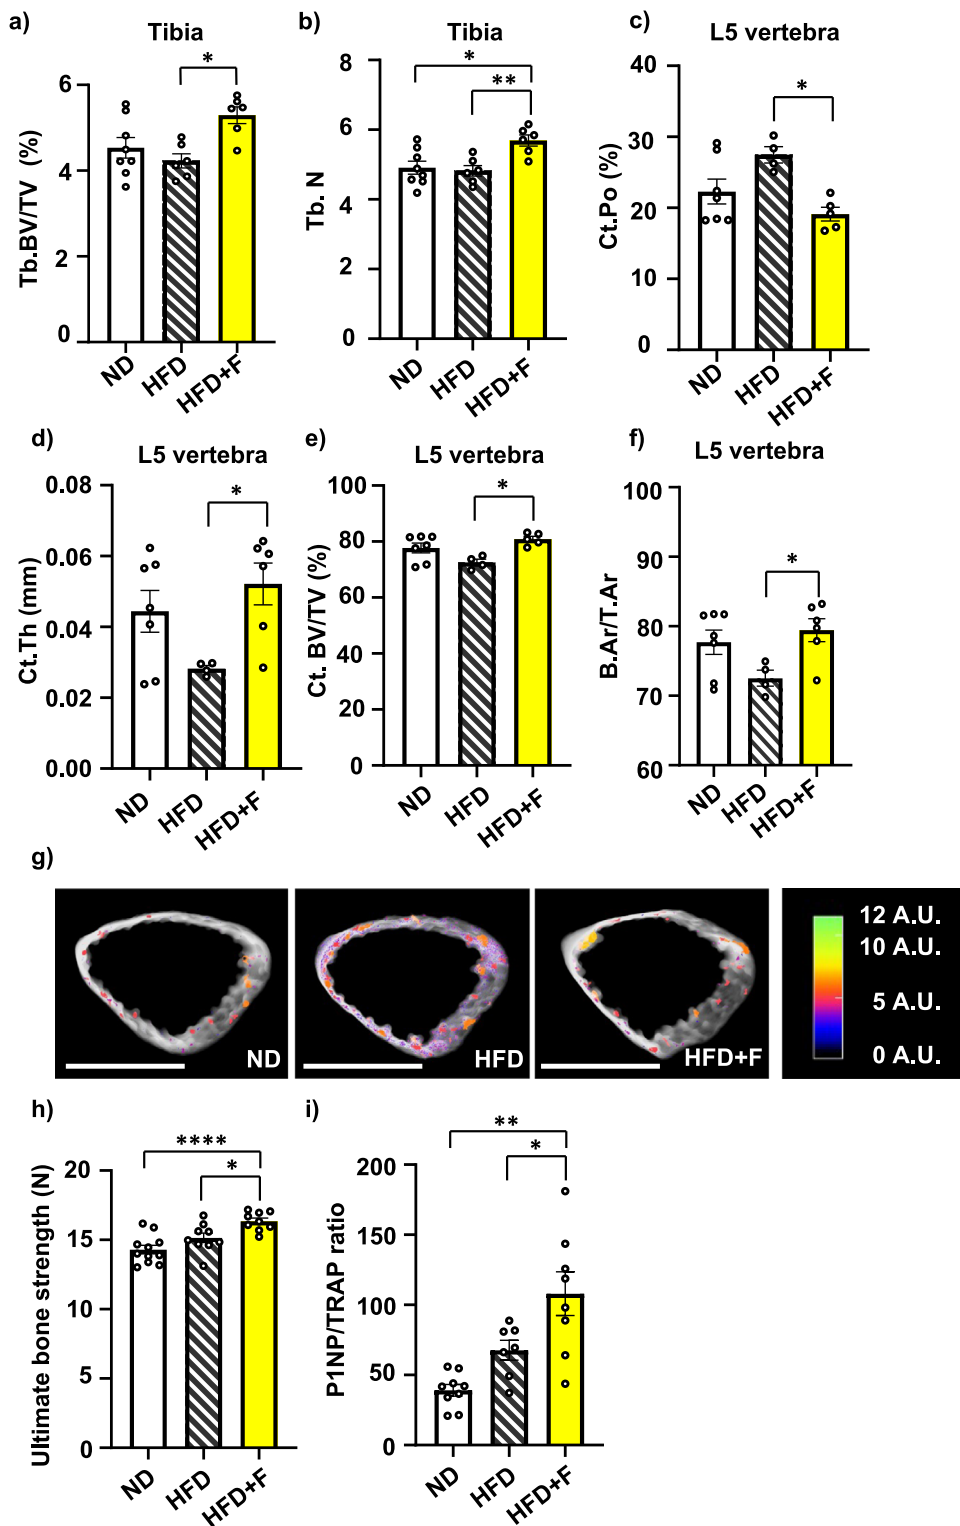 a)
Tibia
*
Tb.BV/TV (%)
6
4
2
0
ND
HFD
HFD+F
b)
Tibia
*
**
Tb. N
8
6
4
2
0
ND
HFD
HFD+F
c)
L5 vertebra
*
Ct.Po (%)
40
30
20
10
0
ND
HFD
HFD+F
d)
L5 vertebra
*
Ct.Th (mm)
0.08
0.06
0.04
0.02
0.00
ND
HFD
HFD+F
e)
L5 vertebra
*
Ct. BV/TV (%)
100
80
60
40
20
0
ND
HFD
HFD+F
f)
L5 vertebra
*
B.Ar/T.Ar
100
90
80
70
60
ND
HFD
HFD+F
g)
ND
HFD
HFD+F
12 A.U.
10 A.U.
5 A.U.
0 A.U.
h)
****
*
Ultimate bone strength (N)
20
15
10
5
0
ND
HFD
HFD+F
i)
**
*
P1NP/TRAP ratio
200
150
100
50
0
ND
HFD
HFD+F